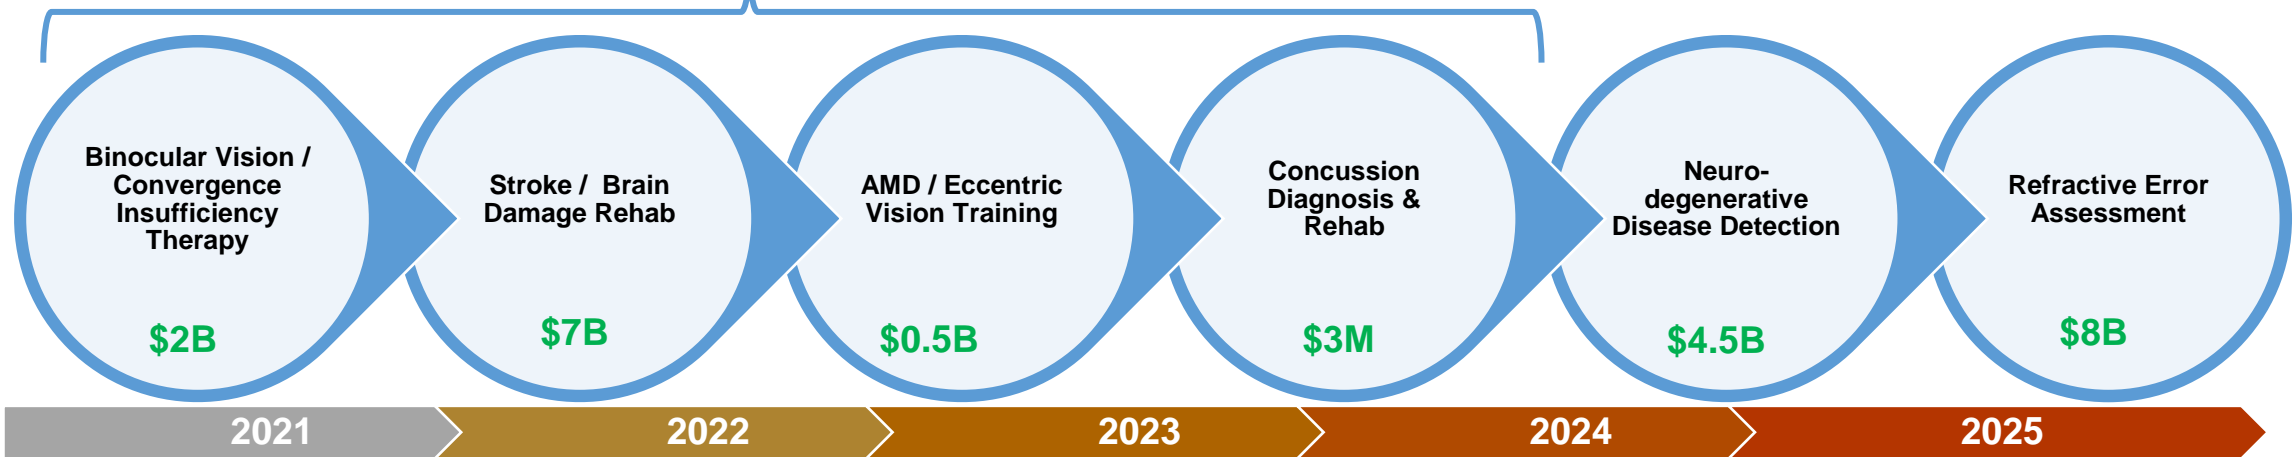 Binocular Vision /
Convergence
Insufficiency
Therapy
$2B
Stroke / Brain
Damage Rehab
$7B
AMD / Eccentric
Vision Training
$0.5B
Concussion
Diagnosis &
Rehab
$3M
Neuro-
degenerative
Disease Detection
$4.5B
Refractive Error
Assessment
$8B
2021
2022
2023
2024
2025